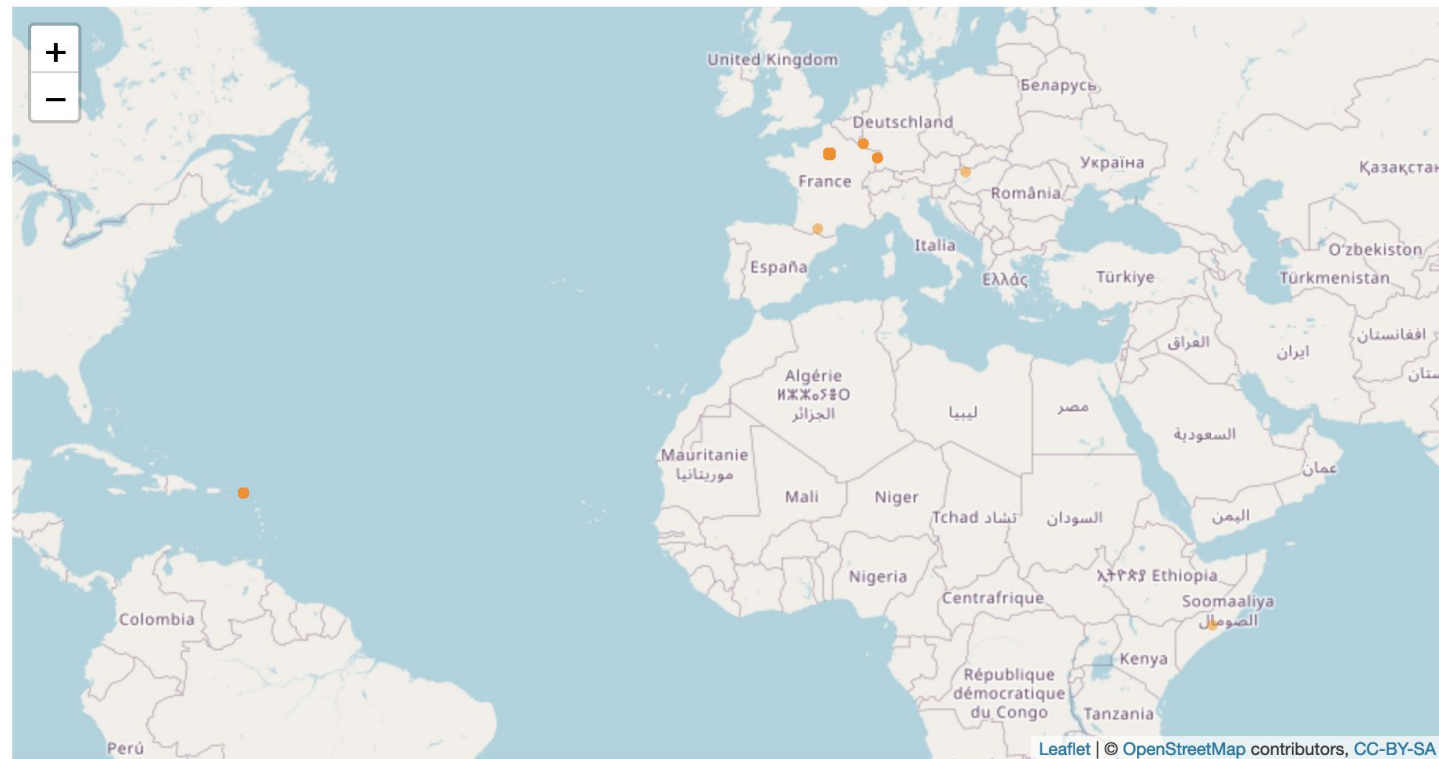 +
−
United Kingdom
Беларусь
Deutschland
Україна
Қазақстан
France
România
Italia
España
Ελλάς
Türkiye
Oʻzbekiston
Türkmenistan
افغانستان
العراق
ایران
Algérie
ⵍⵣⵣⴰⵢⴻⵔ
الجزائر
ليبيا
مصر
السعودية
عمان
Mauritanie
موريتانيا
Mali
Niger
Tchad تشاد
السودان
اليمن
Nigeria
ኢትዮጵያ Ethiopia
Centrafrique
Soomaaliya
الصومال
Colombia
Kenya
République
démocratique
du Congo
Tanzania
Perú
Leaflet | © OpenStreetMap contributors, CC-BY-SA